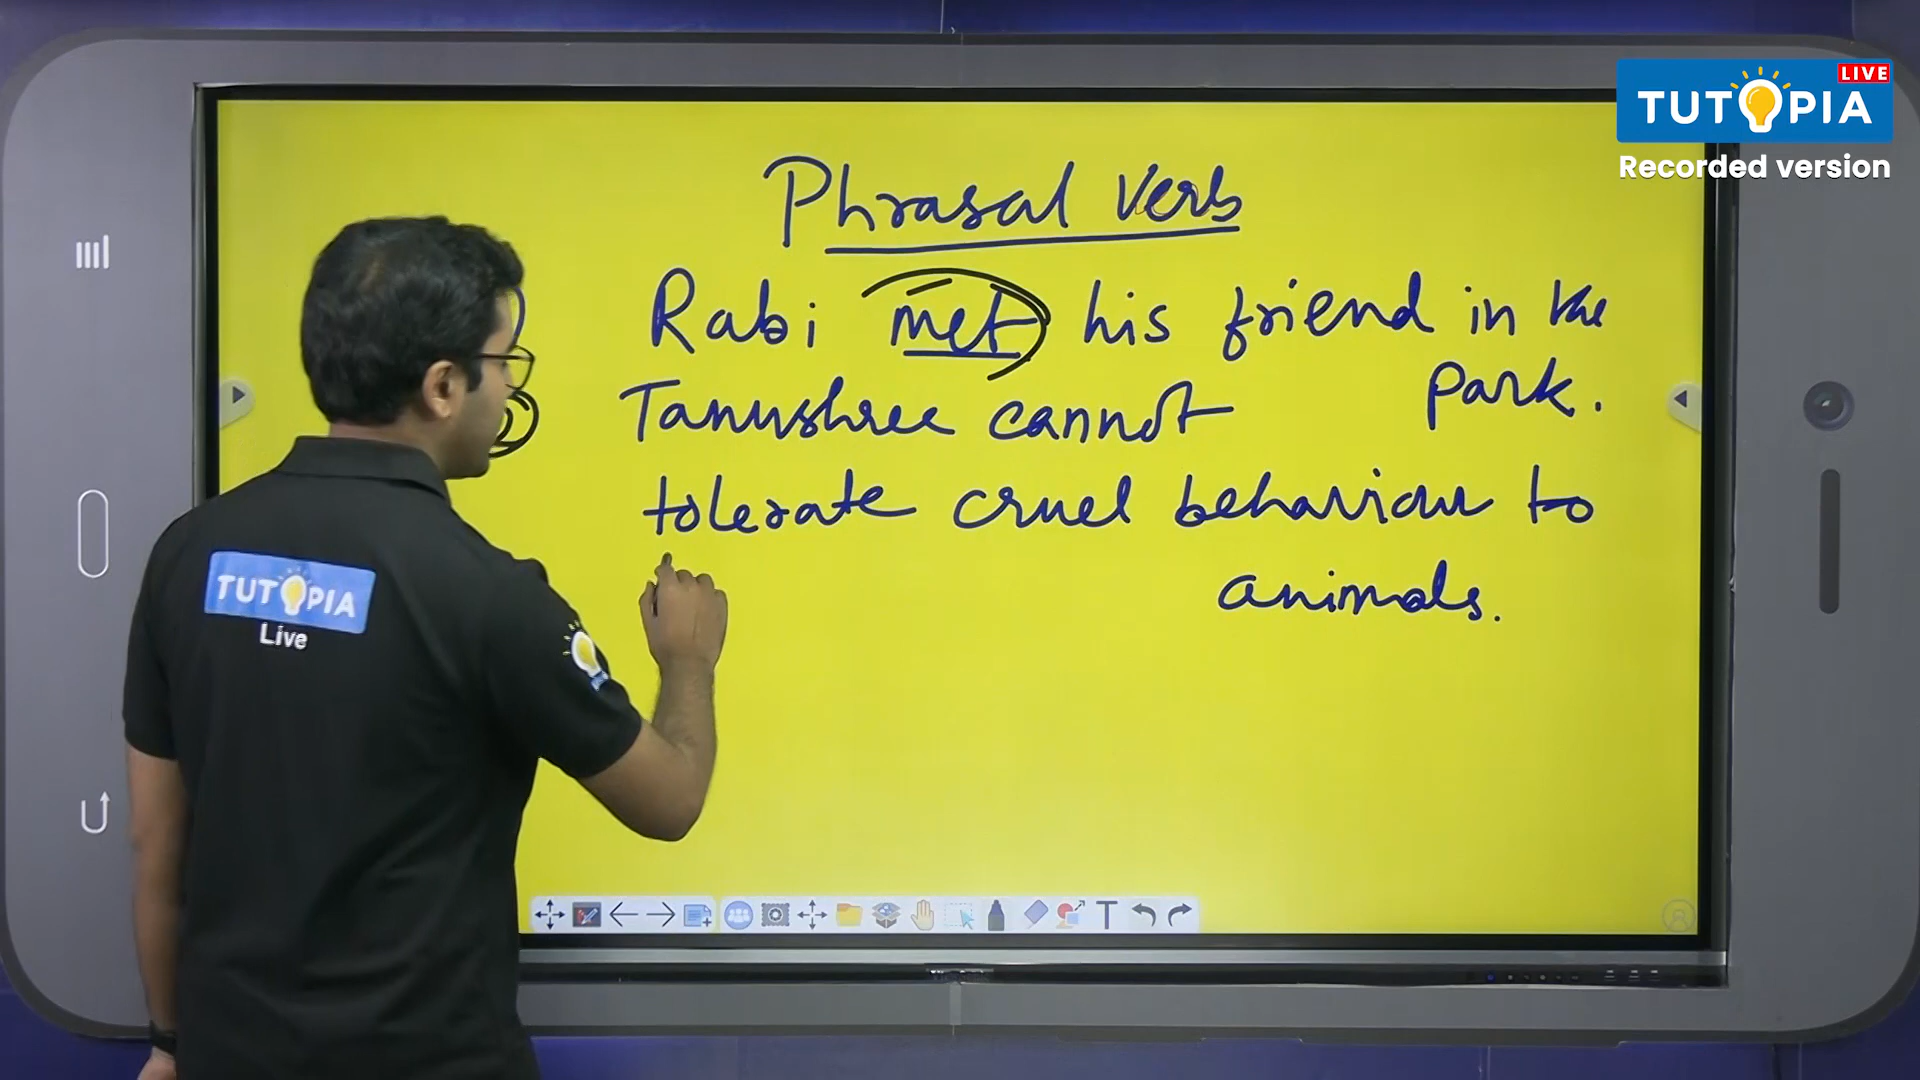 LIVE
TUTOPIA
Recorded version
Phrasal Verb
Rabi met his friend in the
park.
Tanushree cannot
tolerate cruel behaviour to
animals.
TUTOPIA
Live
T